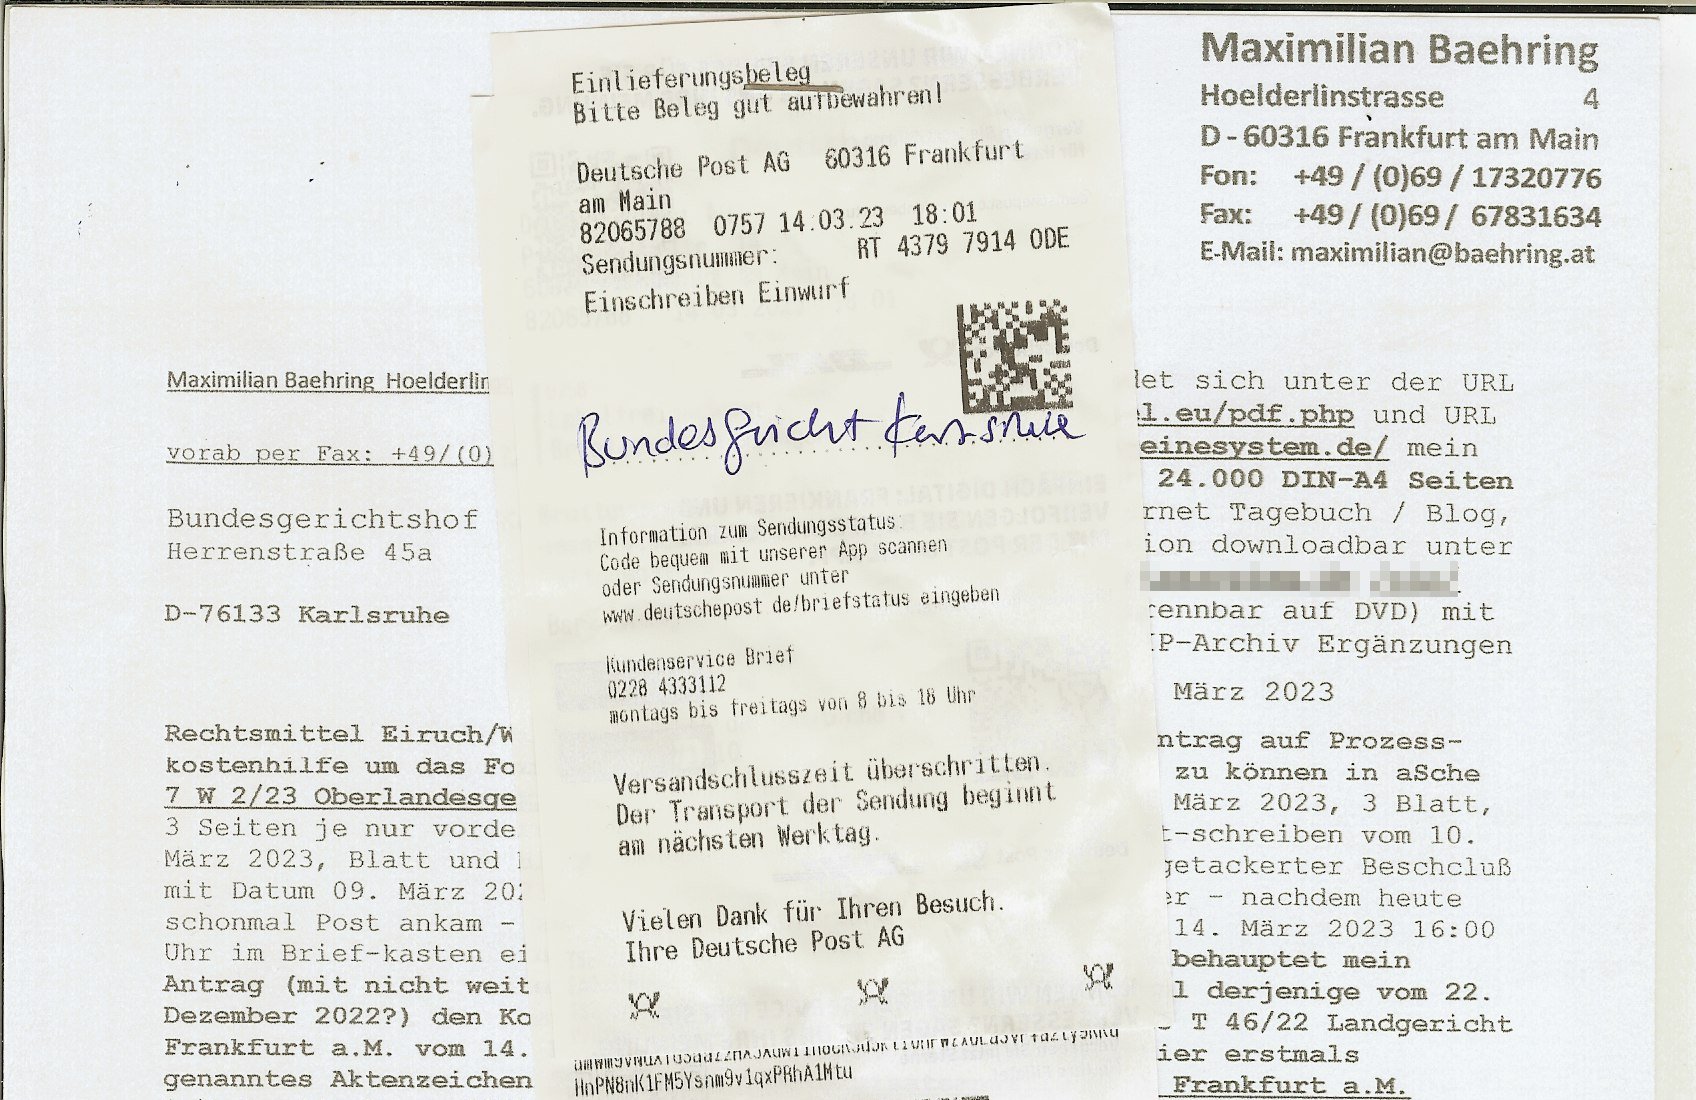 Maximilian Baehring
Hoelderlinstrasse 4
D - 60316 Frankfurt am Main
Fon: +49 / (0)69 / 17320776
Fax: +49 / (0)69 / 67831634
E-Mail: maximilian@baehring.at
Einlieferungsbeleg
Bitte Beleg gut aufbewahren!
Deutsche Post AG 60316 Frankfurt
am Main
82065788 0757 14.03.23 18:01
Sendungsnummer: RT 4379 7914 0DE
Einschreiben Einwurf
Bundesgricht Karlsruhe
Information zum Sendungsstatus:
Code bequem mit unserer App scannen
oder Sendungsnummer unter
www.deutschepost de/briefstatus eingeben
Kundenservice Brief
0228 4333112
montags bis freitags von 8 bis 18 Uhr
Versandschlusszeit überschritten.
Der Transport der Sendung beginnt
am nächsten Werktag.
Vielen Dank für Ihren Besuch.
Ihre Deutsche Post AG
HnPN8nK1FM5Ysnm9v1qxPRhA1Mtu
Maximilian Baehring Hoelderlin
vorab per Fax: +49/(0)
Bundesgerichtshof
Herrenstraße 45a
D-76133 Karlsruhe
Rechtsmittel Eiruch/W
kostenhilfe um das Fo
7 W 2/23 Oberlandesge
3 Seiten je nur vorde
März 2023, Blatt und
mit Datum 09. März 202
schonmal Post ankam -
Uhr im Brief-kasten ei
Antrag (mit nicht weit
Dezember 2022?) den Ko
Frankfurt a.M. vom 14.
genanntes Aktenzeichen
det sich unter der URL
l.eu/pdf.php und URL
einesystem.de/ mein
24.000 DIN-A4 Seiten
rnet Tagebuch / Blog,
ion downloadbar unter
rennbar auf DVD) mit
IP-Archiv Ergänzungen
März 2023
ntrag auf Prozess-
zu können in aSche
März 2023, 3 Blatt,
t-schreiben vom 10.
getackerter Beschcluß
er - nachdem heute
14. März 2023 16:00
behauptet mein
l derjenige vom 22.
T 46/22 Landgericht
ier erstmals
Frankfurt a.M.